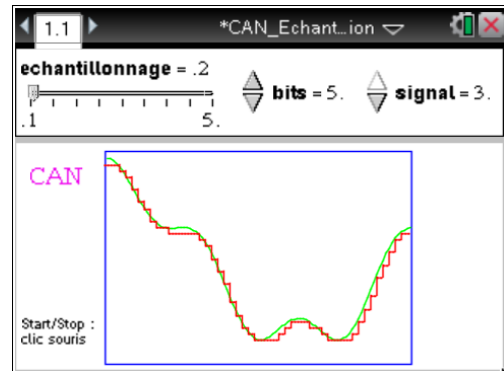 1.1 *CAN_Echant…ion
echantillonnage = .2
.1 5.
bits = 5. signal = 3.
CAN
Start/Stop :
clic souris